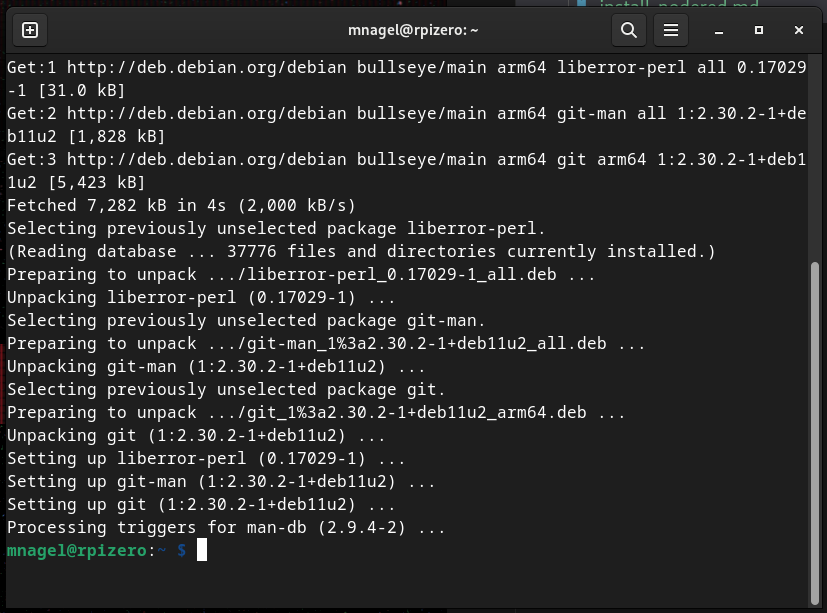 install_nodered.md
mnagel@rpizero: ~
Get:1 http://deb.debian.org/debian bullseye/main arm64 liberror-perl all 0.17029
-1 [31.0 kB]
Get:2 http://deb.debian.org/debian bullseye/main arm64 git-man all 1:2.30.2-1+de
b11u2 [1,828 kB]
Get:3 http://deb.debian.org/debian bullseye/main arm64 git arm64 1:2.30.2-1+deb1
1u2 [5,423 kB]
Fetched 7,282 kB in 4s (2,000 kB/s)
Selecting previously unselected package liberror-perl.
(Reading database ... 37776 files and directories currently installed.)
Preparing to unpack .../liberror-perl_0.17029-1_all.deb ...
Unpacking liberror-perl (0.17029-1) ...
Selecting previously unselected package git-man.
Preparing to unpack .../git-man_1%3a2.30.2-1+deb11u2_all.deb ...
Unpacking git-man (1:2.30.2-1+deb11u2) ...
Selecting previously unselected package git.
Preparing to unpack .../git_1%3a2.30.2-1+deb11u2_arm64.deb ...
Unpacking git (1:2.30.2-1+deb11u2) ...
Setting up liberror-perl (0.17029-1) ...
Setting up git-man (1:2.30.2-1+deb11u2) ...
Setting up git (1:2.30.2-1+deb11u2) ...
Processing triggers for man-db (2.9.4-2) ...
mnagel@rpizero:~ $